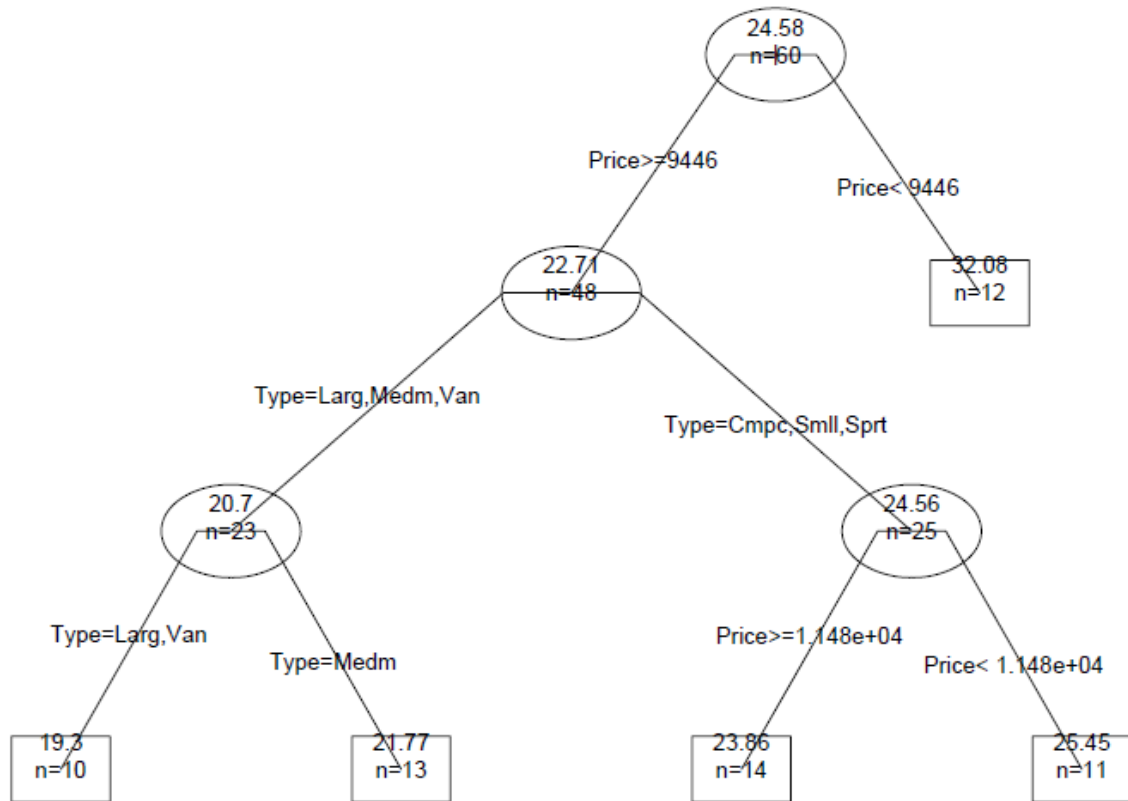 24.58
n=60
Price>=9446
Price< 9446
22.71
n=48
32.08
n=12
Type=Larg,Medm,Van
Type=Cmpc,Smll,Sprt
20.7
n=23
24.56
n=25
Type=Larg,Van
Type=Medm
Price>=1.148e+04
Price< 1.148e+04
19.3
n=10
21.77
n=13
23.86
n=14
25.45
n=11